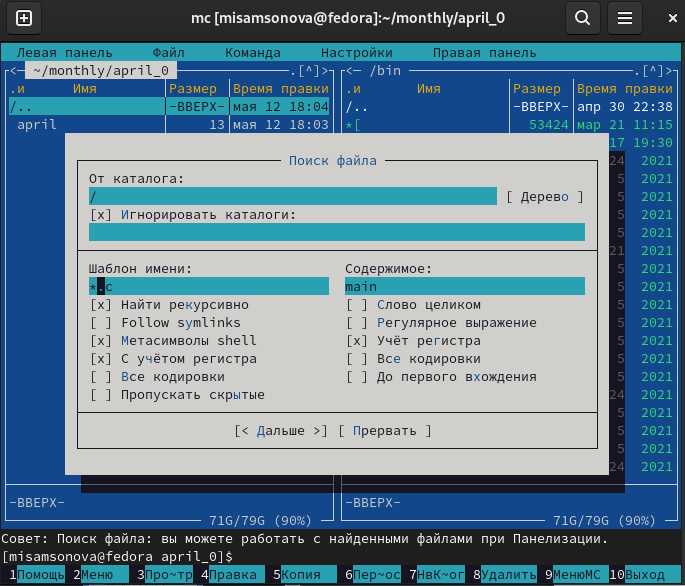 mc [misamsonova@fedora]:~/monthly/april_0
Левая панель Файл Команда Настройки Правая панель
<— ~/monthly/april_0 .[^]> <— /bin .[^]>
.и Имя Размер Время правки .и Имя Размер Время правки
/.. -ВВЕРХ- мая 12 18:04 /.. -ВВЕРХ- апр 30 22:38
april 13 мая 12 18:03 *[ 53424 мар 21 11:15
17 19:30
Поиск файла 24 2021
От каталога: 5 2021
/ [ Дерево ] 5 2021
[x] Игнорировать каталоги: 5 2021
5 2021
21 2021
Шаблон имени: Содержимое: 5 2021
*.c main 5 2021
[x] Найти рекурсивно [ ] Слово целиком 5 2021
[ ] Follow symlinks [ ] Регулярное выражение 5 2021
[x] Метасимволы shell [x] Учёт регистра 5 2021
[x] С учётом регистра [ ] Все кодировки 5 2021
[ ] Все кодировки [ ] До первого вхождения 5 2021
[ ] Пропускать скрытые 24 2021
5 2021
[< Дальше >] [ Прервать ] 5 2021
5 2021
24 2021
-ВВЕРХ- -ВВЕРХ-
71G/79G (90%) 71G/79G (90%)
Совет: Поиск файла: вы можете работать с найденными файлами при Панелизации.
[misamsonova@fedora april_0]$
1Помощь 2Меню 3Про~тр 4Правка 5Копия 6Пер~ос 7НвК~ог 8Удалить 9МенюМС 10Выход